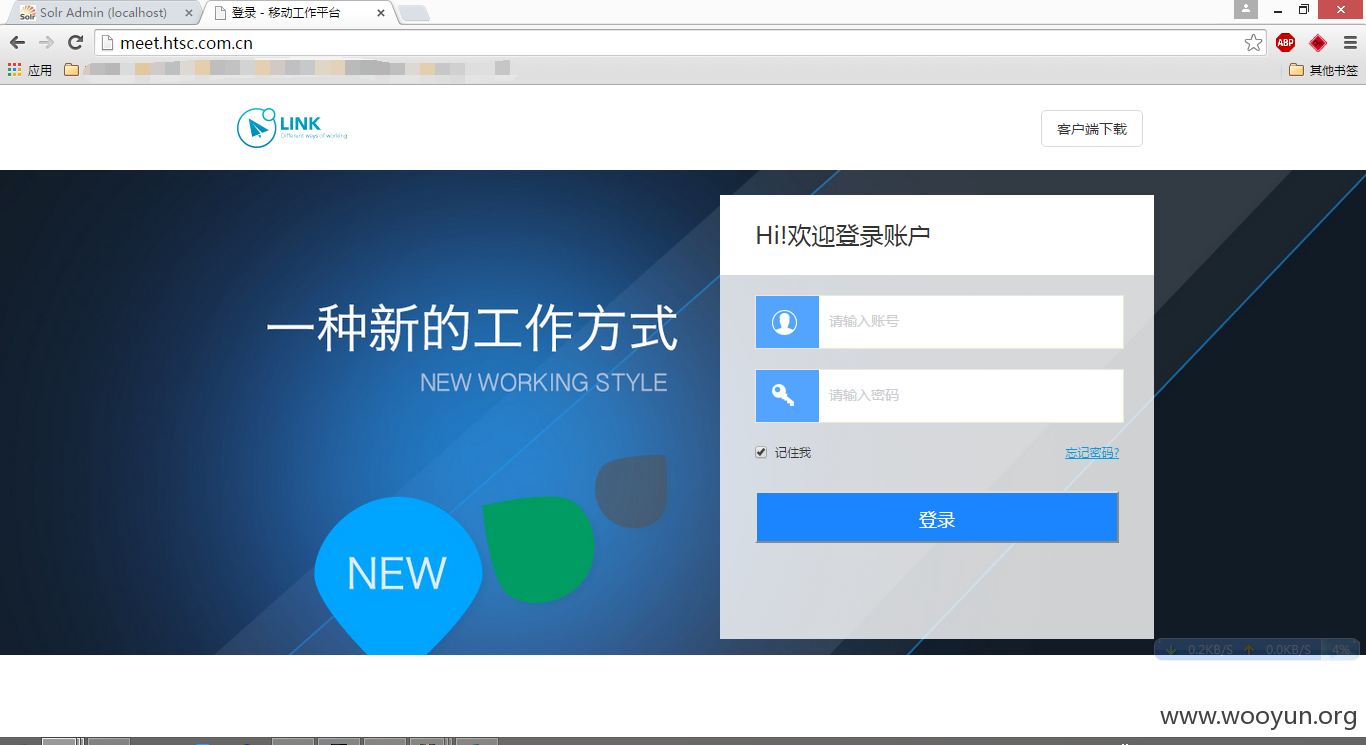 Solr Admin (localhost)
登录 - 移动工作平台
meet.htsc.com.cn
ABP
应用
其他书签
LINK
Different ways of working
客户端下载
Hi!欢迎登录账户
一种新的工作方式
NEW WORKING STYLE
请输入账号
请输入密码
记住我
忘记密码?
登录
NEW
0.2KB/S
0.0KB/S
4%
www.wooyun.org